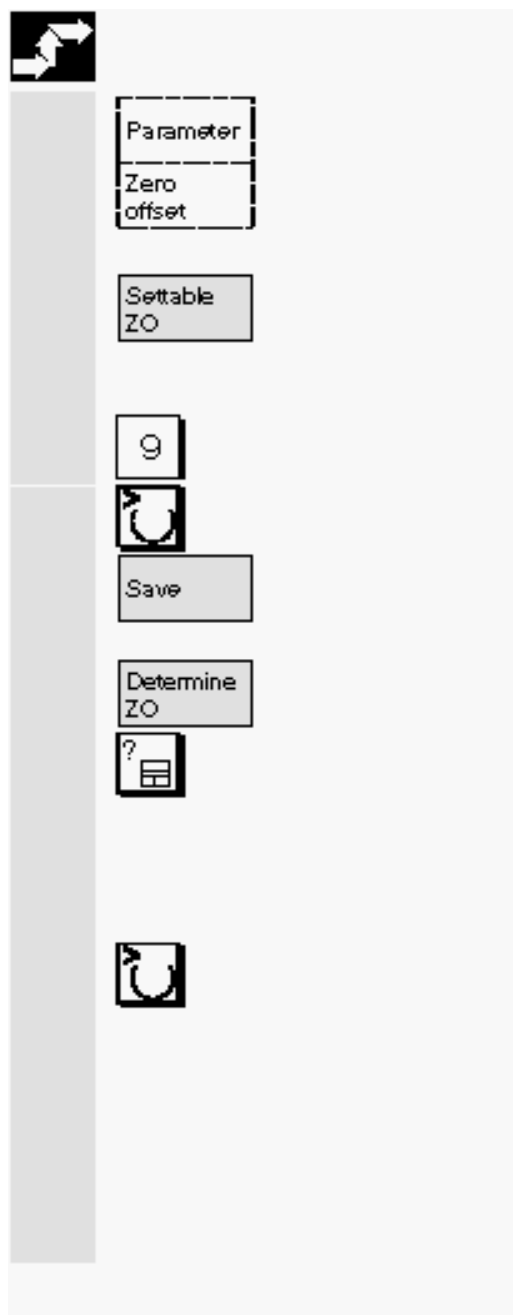 Parameter
Zero
offset
Settable
ZO
9
Save
Determine
ZO
?